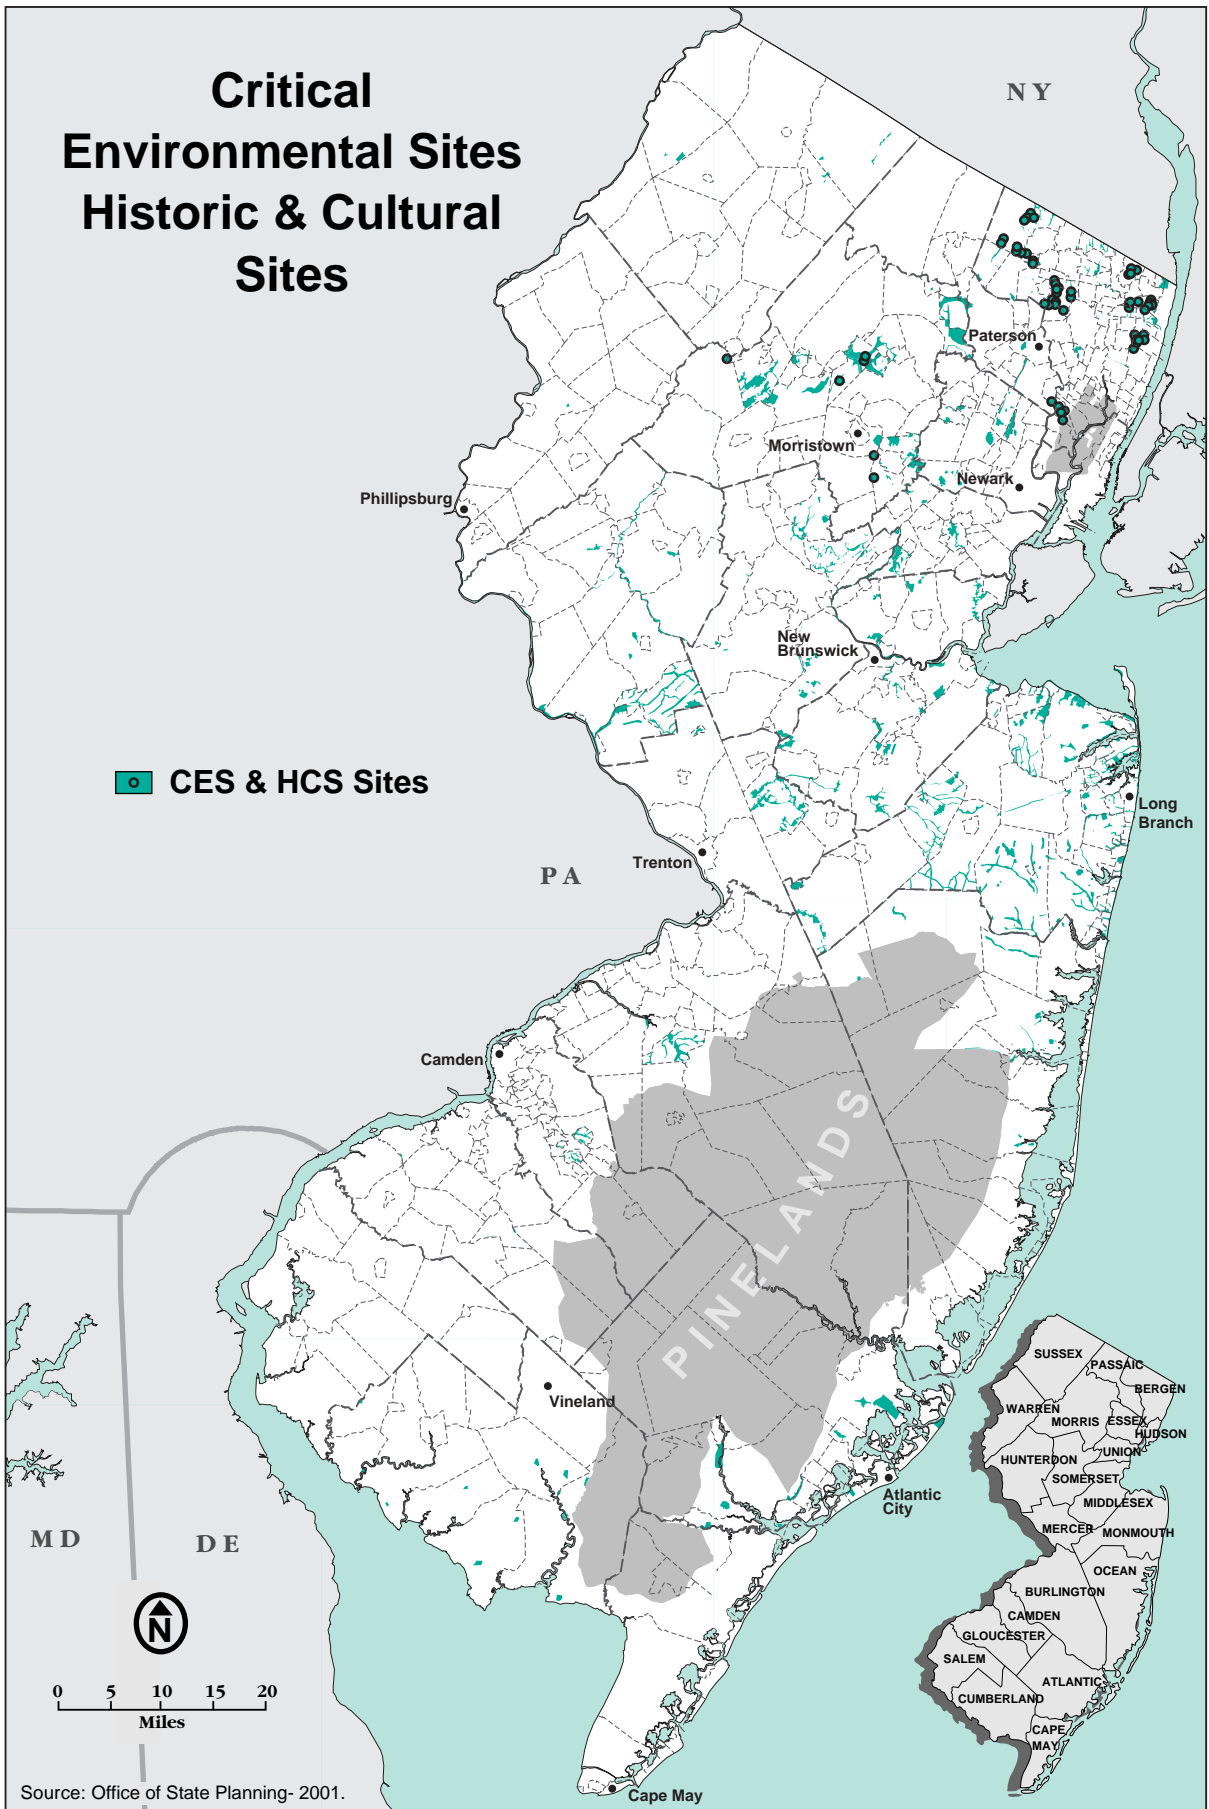 Critical
Environmental Sites
Historic & Cultural
Sites
NY
Paterson
Morristown
Newark
Phillipsburg
New
Brunswick
CES & HCS Sites
Long
Branch
Trenton
PA
Camden
PINELANDS
Vineland
Atlantic
City
MD
DE
N
0 5 10 15 20
Miles
Cape May
Source: Office of State Planning- 2001.
SUSSEX
PASSAIC
BERGEN
WARREN
MORRIS
ESSEX
HUDSON
UNION
HUNTERDON
SOMERSET
MIDDLESEX
MERCER
MONMOUTH
OCEAN
BURLINGTON
CAMDEN
GLOUCESTER
SALEM
ATLANTIC
CUMBERLAND
CAPE
MAY